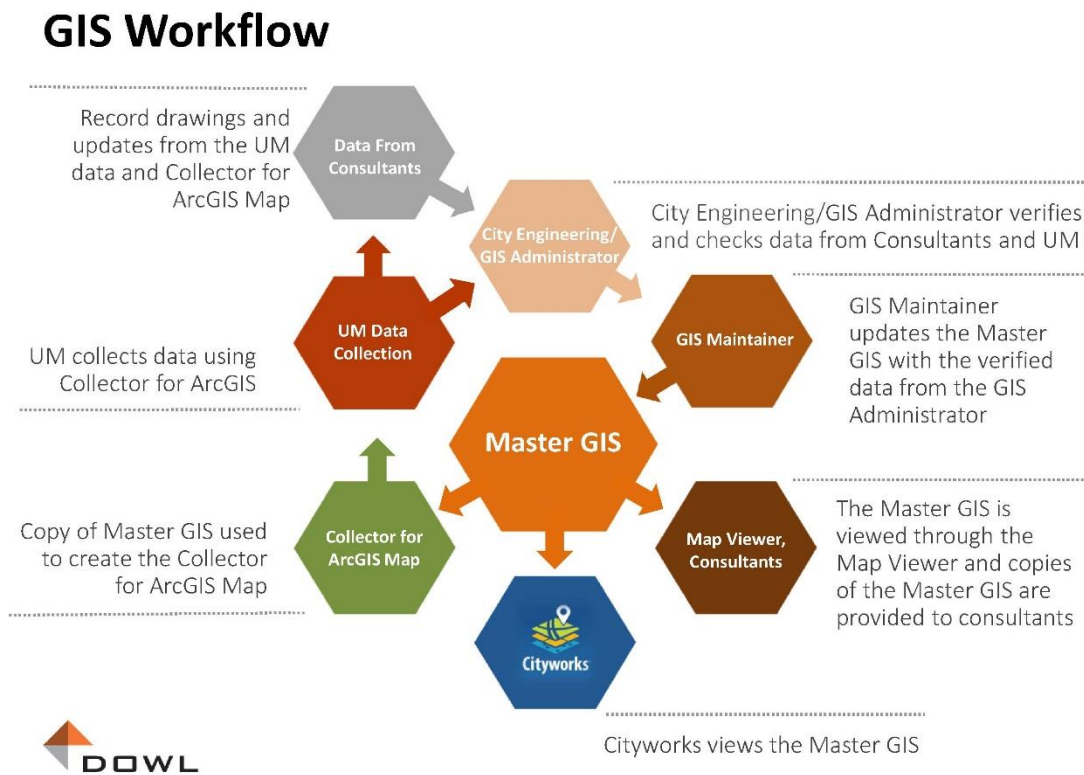 GIS Workflow
Record drawings and
updates from the UM
data and Collector for
ArcGIS Map
Data From
Consultants
City Engineering/
GIS Administrator
City Engineering/GIS Administrator verifies
and checks data from Consultants and UM
UM collects data using
Collector for ArcGIS
UM Data
Collection
GIS Maintainer
GIS Maintainer
updates the Master
GIS with the verified
data from the GIS
Administrator
Master GIS
Copy of Master GIS used
to create the Collector
for ArcGIS Map
Collector for
ArcGIS Map
Map Viewer,
Consultants
The Master GIS is
viewed through the
Map Viewer and copies
of the Master GIS are
provided to consultants
Cityworks
Cityworks views the Master GIS
DOWL